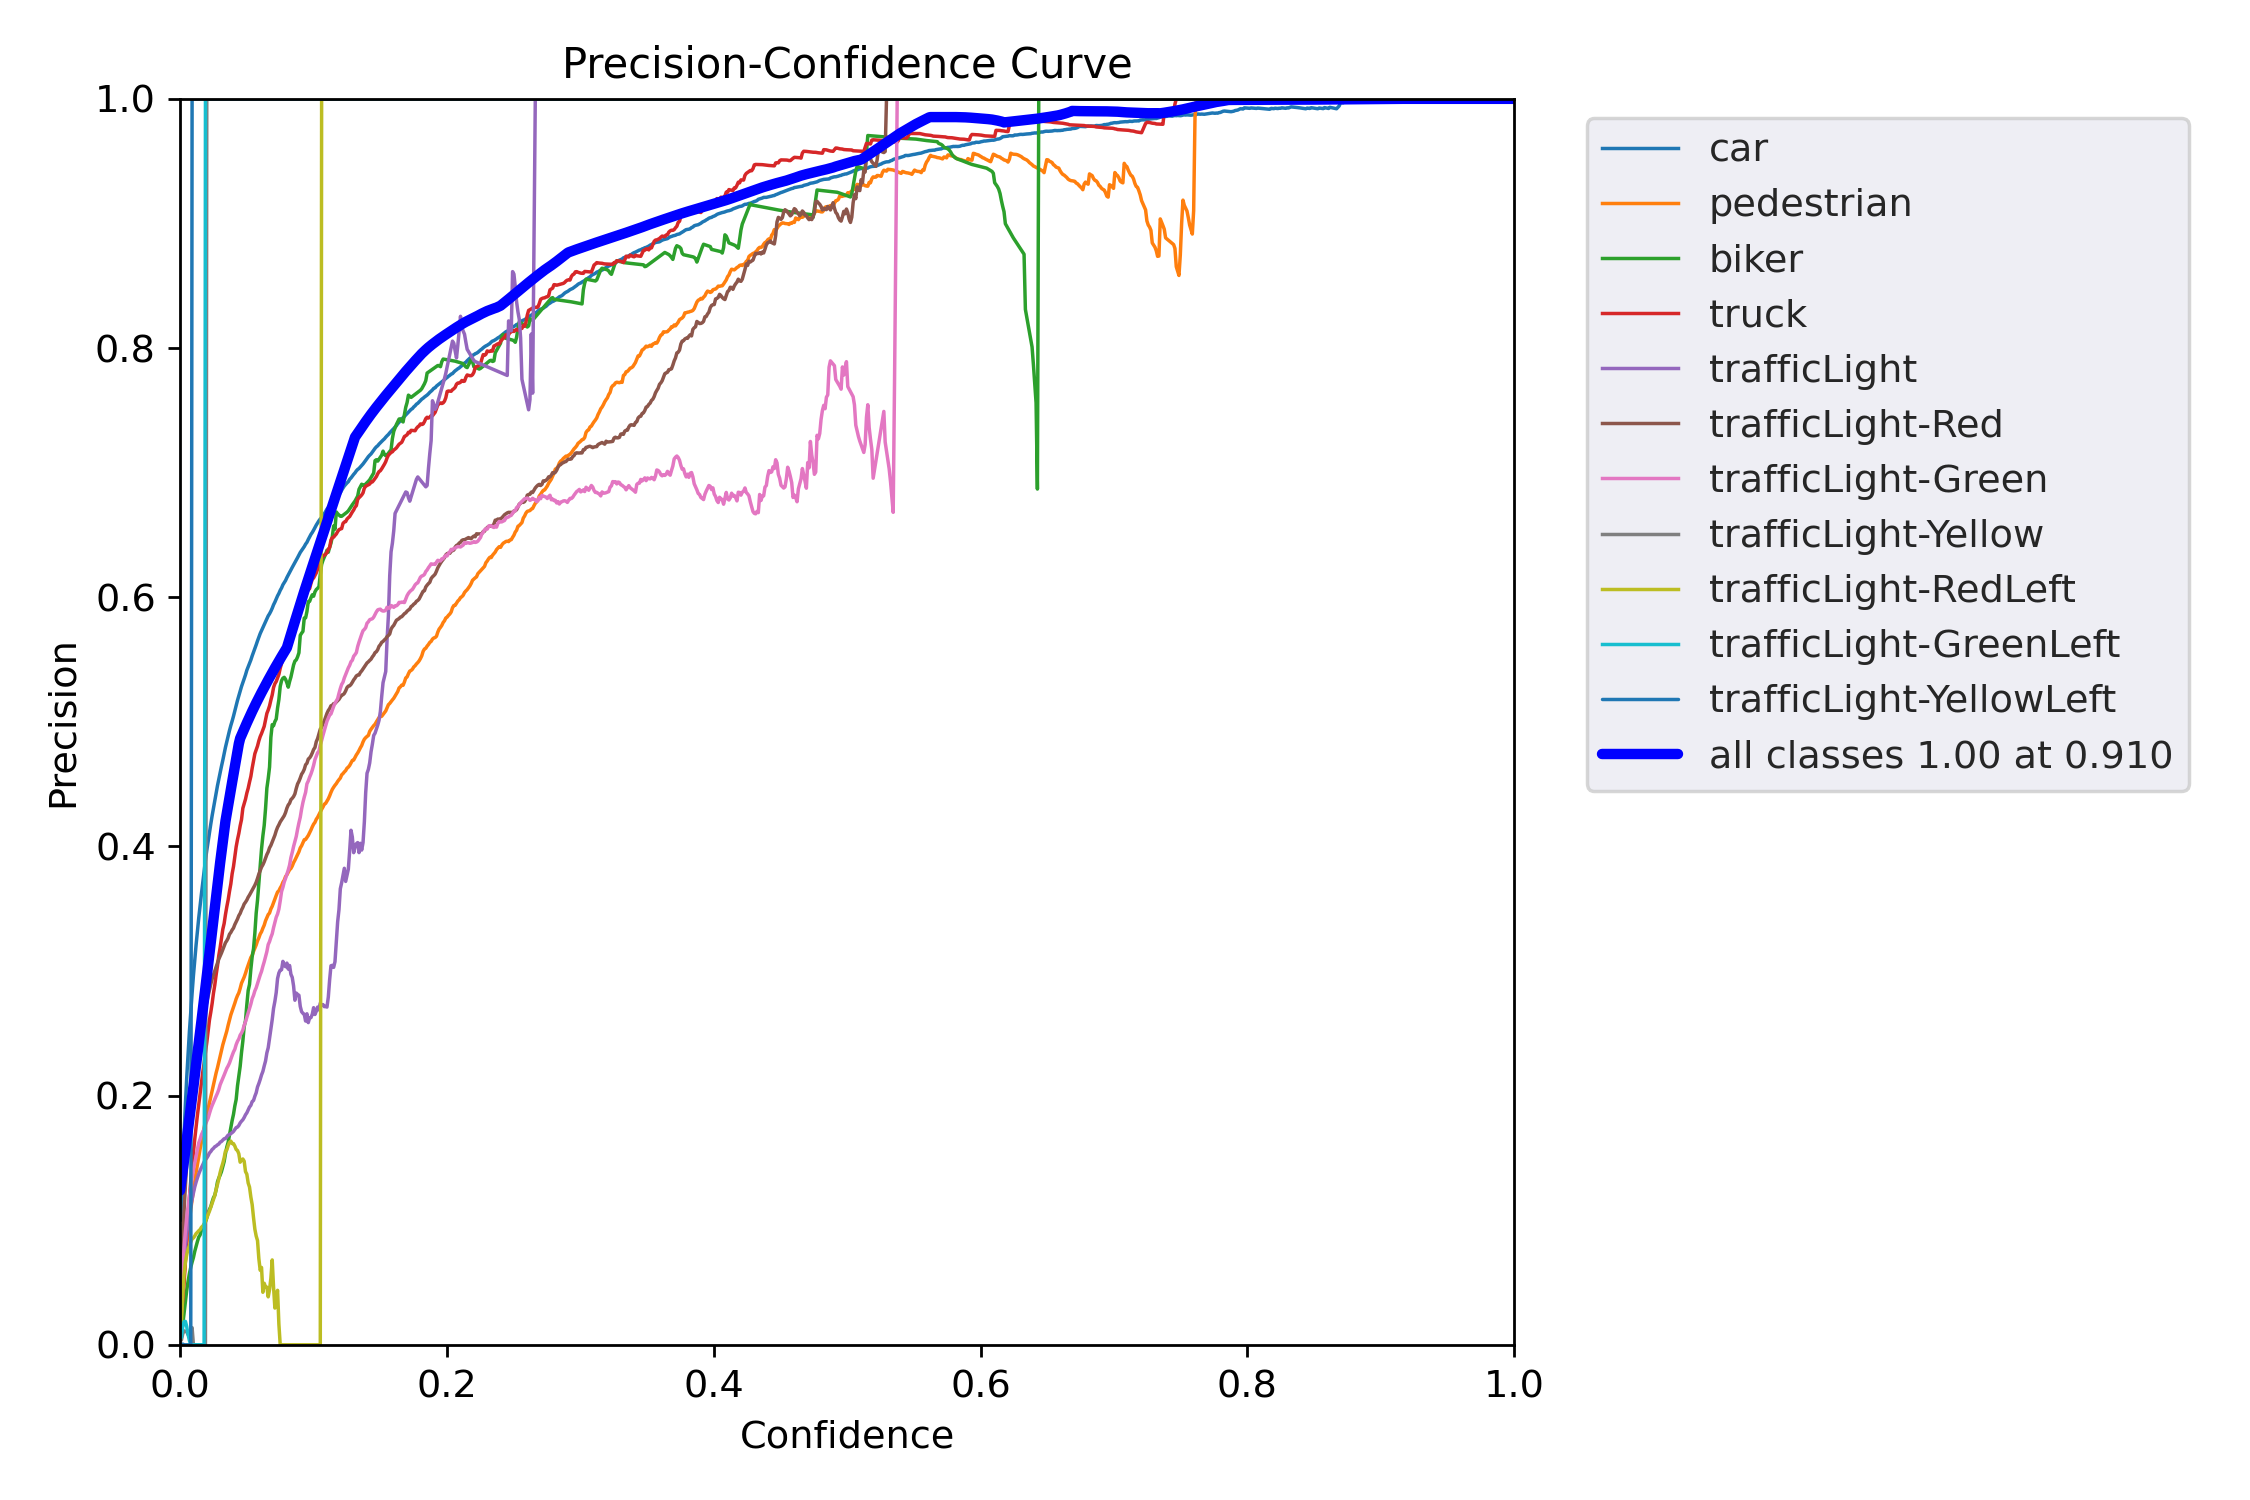 Precision-Confidence Curve
1.0
0.8
0.6
0.4
0.2
0.0
Precision
0.0 0.2 0.4 0.6 0.8 1.0
Confidence
car
pedestrian
biker
truck
trafficLight
trafficLight-Red
trafficLight-Green
trafficLight-Yellow
trafficLight-RedLeft
trafficLight-GreenLeft
trafficLight-YellowLeft
all classes 1.00 at 0.910